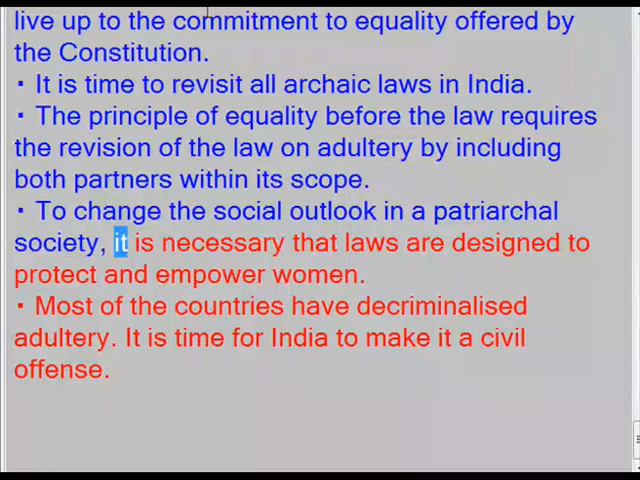 live up to the commitment to equality offered by
the Constitution.
· It is time to revisit all archaic laws in India.
· The principle of equality before the law requires
the revision of the law on adultery by including
both partners within its scope.
· To change the social outlook in a patriarchal
society, it is necessary that laws are designed to
protect and empower women.
· Most of the countries have decriminalised
adultery. It is time for India to make it a civil
offense.